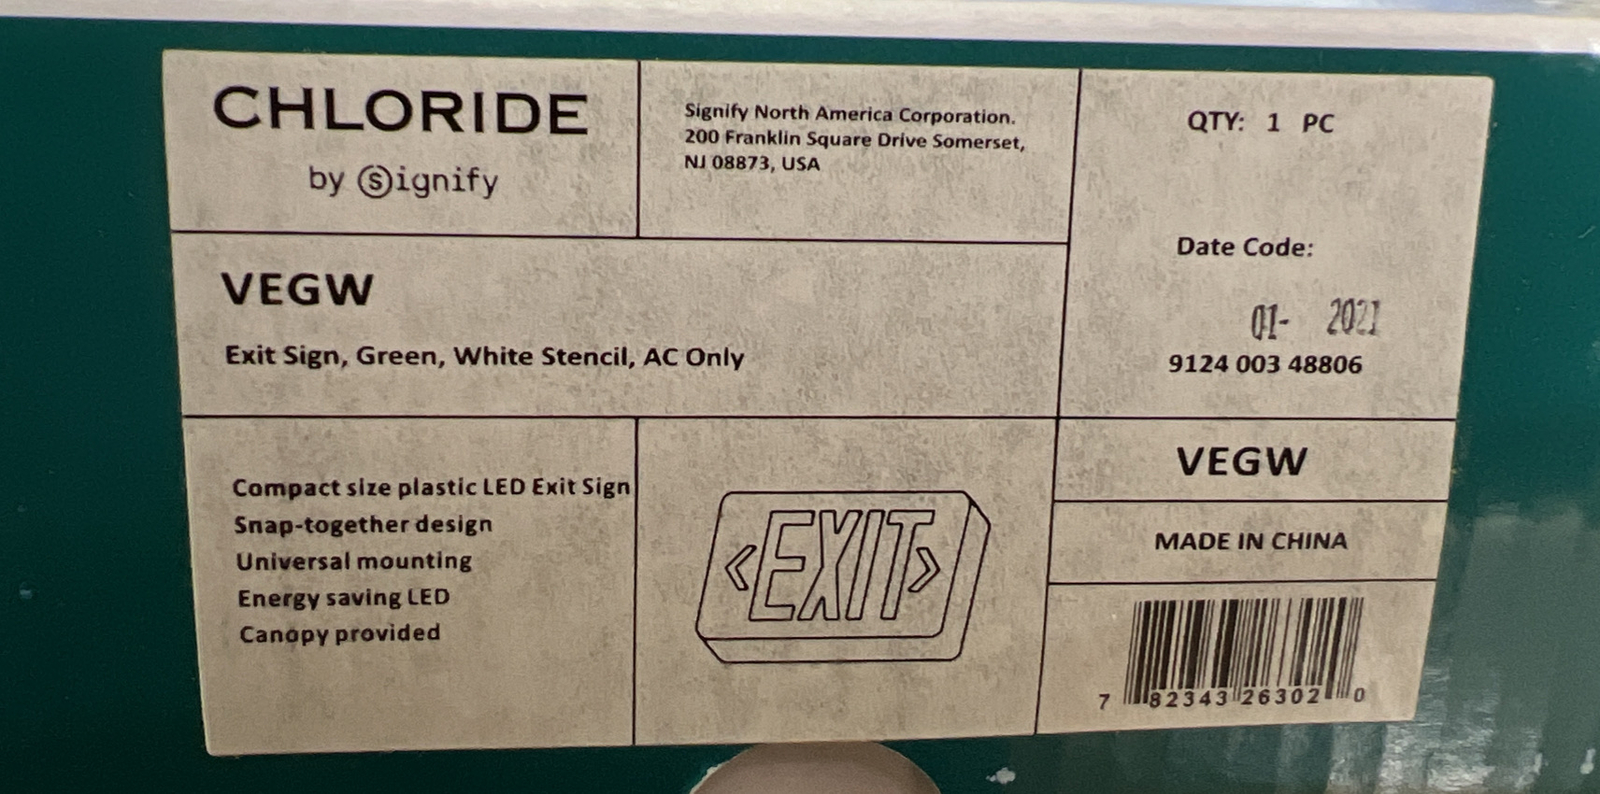 CHLORIDE
by Signify
Signify North America Corporation.
200 Franklin Square Drive Somerset,
NJ 08873, USA
QTY: 1 PC
Date Code:
01- 2021
9124 003 48806
VEGW
Exit Sign, Green, White Stencil, AC Only
Compact size plastic LED Exit Sign
Snap-together design
Universal mounting
Energy saving LED
Canopy provided
<EXIT>
VEGW
MADE IN CHINA
7 82343 26302 0